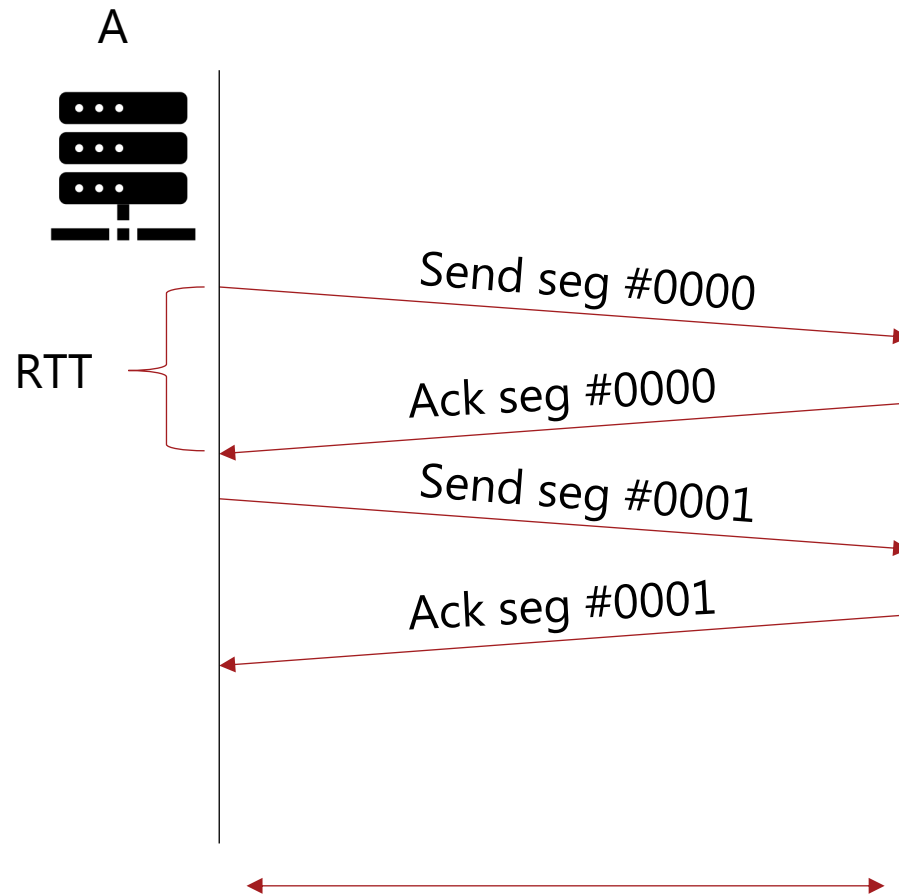 A
Send seg #0000
RTT
Ack seg #0000
Send seg #0001
Ack seg #0001